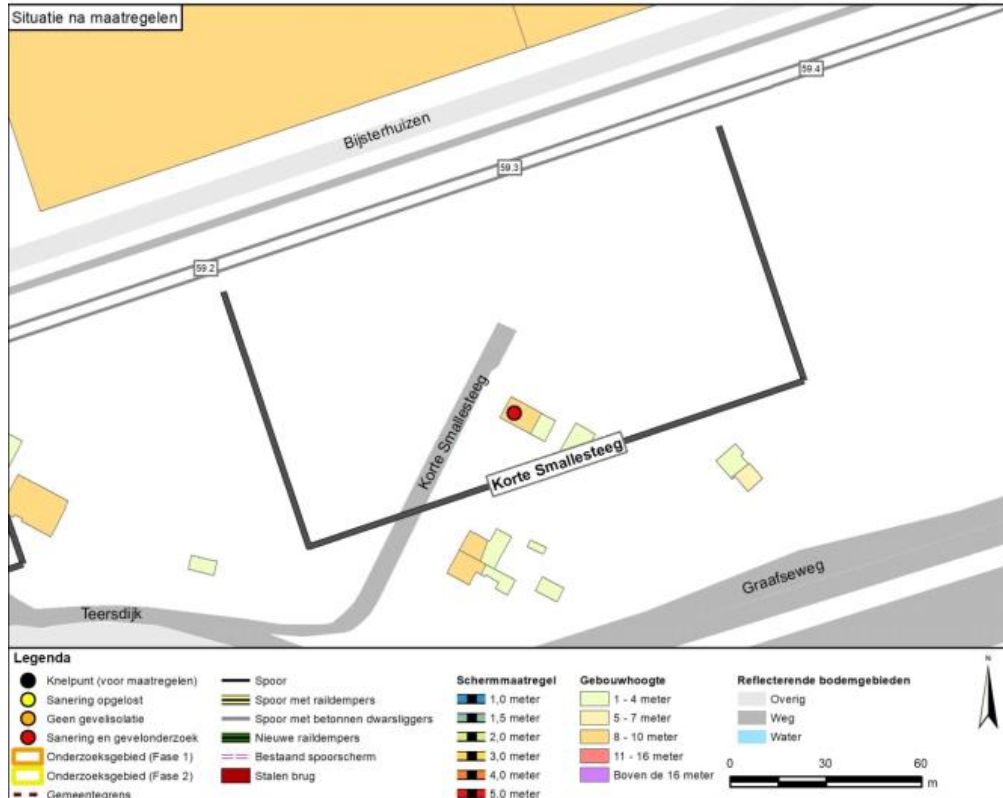 Situatie na maatregelen
59.4
Bijsterhuizen
59.3
59.2
Korte Smallesteeg
Korte Smallesteeg
Graafseweg
Teersdijk
Legenda
Knelpunt (voor maatregelen)
Sanering opgelost
Geen gevelisolatie
Sanering en gevelonderzoek
Onderzoeksgebied (Fase 1)
Onderzoeksgebied (Fase 2)
Gemeentegrens
Spoor
Spoor met raildempers
Spoor met betonnen dwarsliggers
Nieuwe raildempers
Bestaand spoorscherm
Stalen brug
Schermmaatregel
1,0 meter
1,5 meter
2,0 meter
3,0 meter
4,0 meter
5,0 meter
Gebouwhoogte
1 - 4 meter
5 - 7 meter
8 - 10 meter
11 - 16 meter
Boven de 16 meter
Reflecterende bodemgebieden
Overig
Weg
Water
N
0 30 60
m